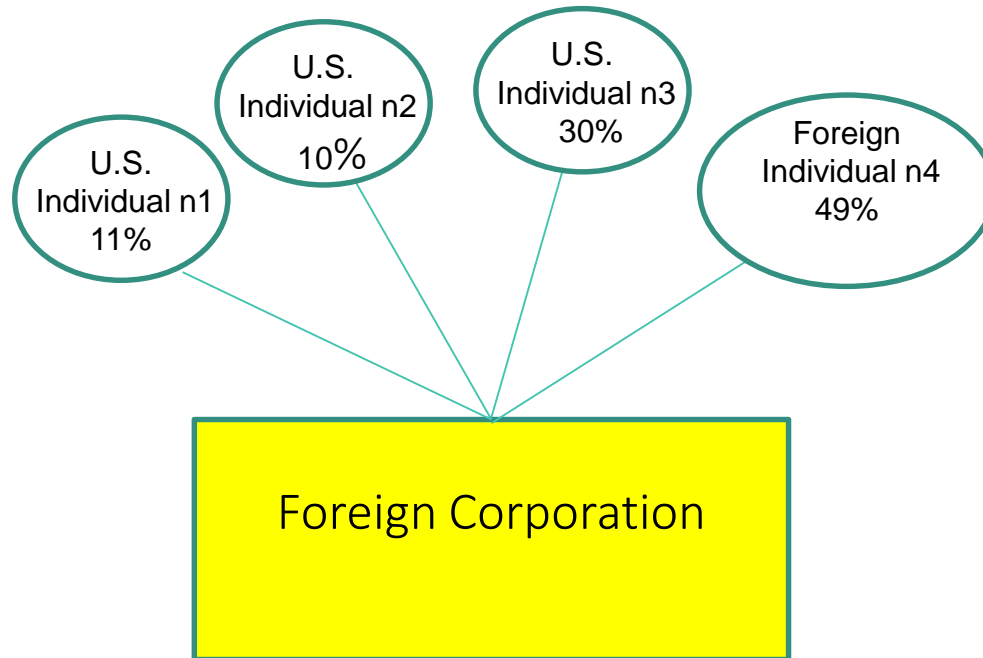 U.S.
Individual n1
11%
U.S.
Individual n2
10%
U.S.
Individual n3
30%
Foreign
Individual n4
49%
Foreign Corporation